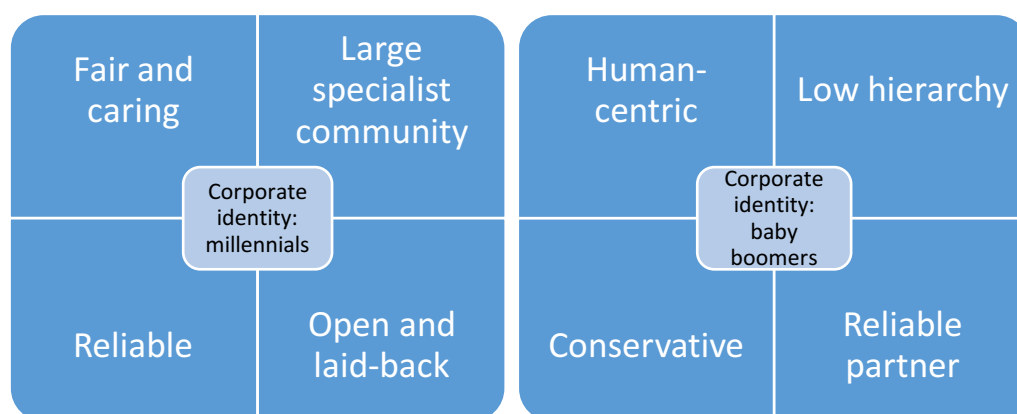 Fair and
caring
Large
specialist
community
Corporate
identity:
millennials
Reliable
Open and
laid-back
Human-
centric
Low hierarchy
Corporate
identity:
baby
boomers
Conservative
Reliable
partner